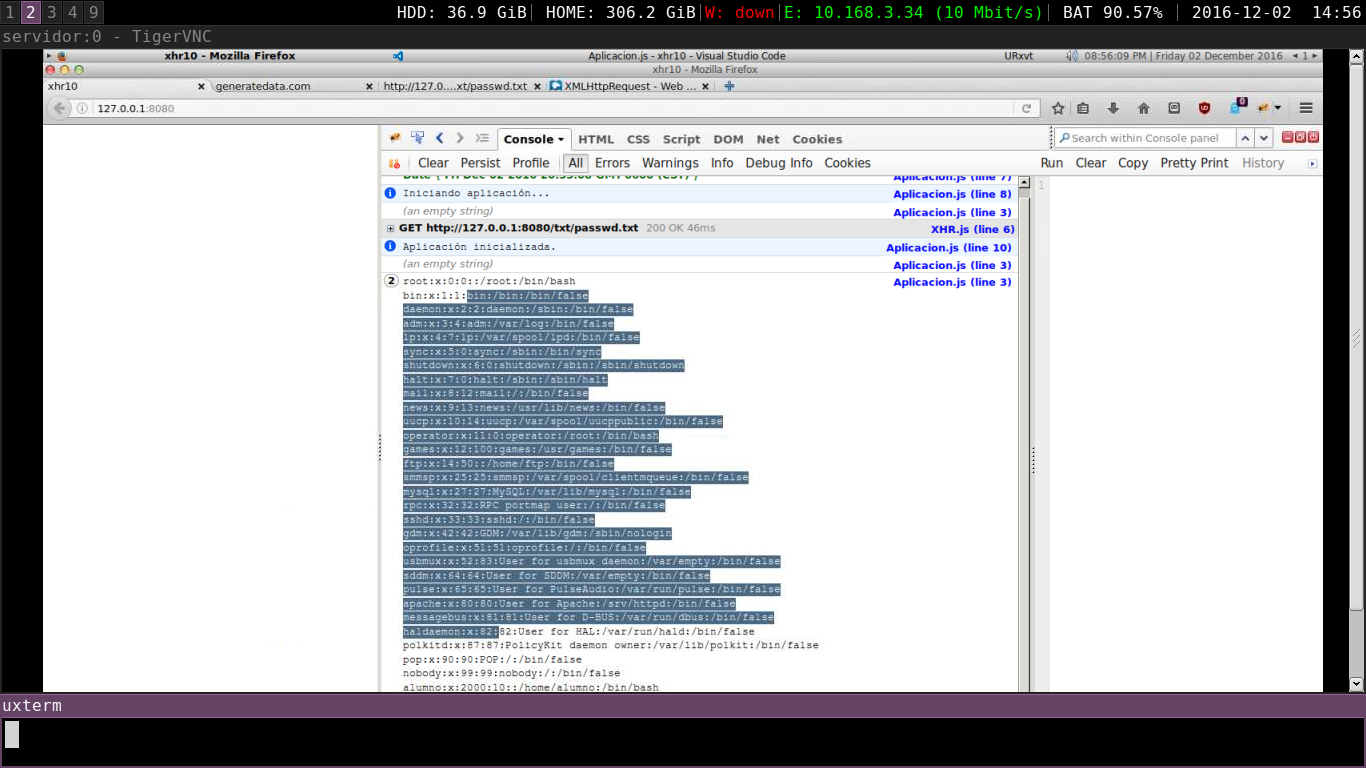 1 2 3 4 9 HDD: 36.9 GiB| HOME: 306.2 GiB|W: down|E: 10.168.3.34 (10 Mbit/s)| BAT 90.57% | 2016-12-02 14:56
servidor:0 - TigerVNC
xhr10 - Mozilla Firefox Aplicacion.js - xhr10 - Visual Studio Code URxvt 08:56:09 PM | Friday 02 December 2016 1
xhr10 - Mozilla Firefox
xhr10 generatedata.com http://127.0....xt/passwd.txt XMLHttpRequest - Web ...
127.0.0.1:8080 0
Console HTML CSS Script DOM Net Cookies Search within Console panel
Clear Persist Profile All Errors Warnings Info Debug Info Cookies Run Clear Copy Pretty Print History
Aplicacion.js (line 7)
1
Iniciando aplicación... Aplicacion.js (line 8)
(an empty string) Aplicacion.js (line 3)
GET http://127.0.0.1:8080/txt/passwd.txt 200 OK 46ms XHR.js (line 6)
Aplicación inicializada. Aplicacion.js (line 10)
(an empty string) Aplicacion.js (line 3)
2 root:x:0:0::/root:/bin/bash Aplicacion.js (line 3)
bin:x:1:1:bin:/bin:/bin/false
daemon:x:2:2:daemon:/sbin:/bin/false
adm:x:3:4:adm:/var/log:/bin/false
lp:x:4:7:lp:/var/spool/lpd:/bin/false
sync:x:5:0:sync:/sbin:/bin/sync
shutdown:x:6:0:shutdown:/sbin:/sbin/shutdown
halt:x:7:0:halt:/sbin:/sbin/halt
mail:x:8:12:mail:/:/bin/false
news:x:9:13:news:/usr/lib/news:/bin/false
uucp:x:10:14:uucp:/var/spool/uucppublic:/bin/false
operator:x:11:0:operator:/root:/bin/bash
games:x:12:100:games:/usr/games:/bin/false
ftp:x:14:50::/home/ftp:/bin/false
smmsp:x:25:25:smmsp:/var/spool/clientmqueue:/bin/false
mysql:x:27:27:MySQL:/var/lib/mysql:/bin/false
rpc:x:32:32:RPC portmap user:/:/bin/false
sshd:x:33:33:sshd:/:/bin/false
gdm:x:42:42:GDM:/var/lib/gdm:/sbin/nologin
oprofile:x:51:51:oprofile:/:/bin/false
usbmux:x:52:83:User for usbmux daemon:/var/empty:/bin/false
sddm:x:64:64:User for SDDM:/var/empty:/bin/false
pulse:x:65:65:User for PulseAudio:/var/run/pulse:/bin/false
apache:x:80:80:User for Apache:/srv/httpd:/bin/false
messagebus:x:81:81:User for D-BUS:/var/run/dbus:/bin/false
haldaemon:x:82:82:User for HAL:/var/run/hald:/bin/false
polkitd:x:87:87:PolicyKit daemon owner:/var/lib/polkit:/bin/false
pop:x:90:90:POP:/:/bin/false
nobody:x:99:99:nobody:/:/bin/false
alumno:x:2000:10::/home/alumno:/bin/bash
uxterm